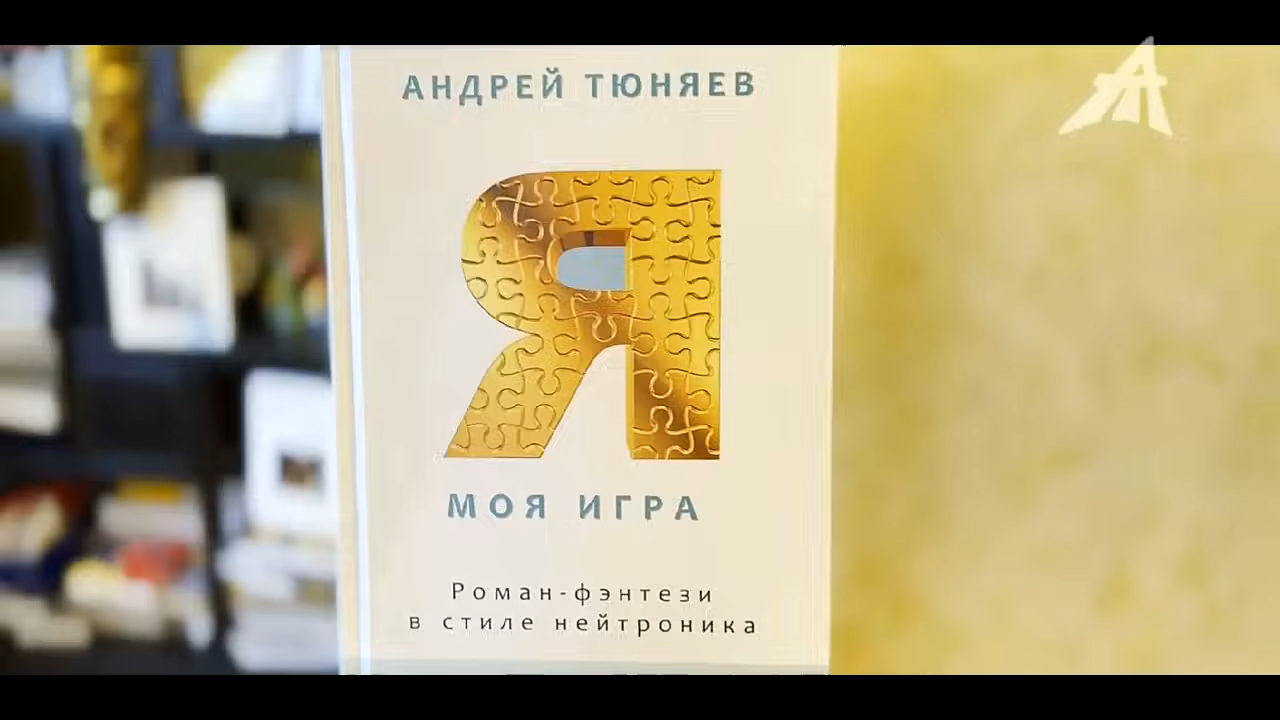 АНДРЕЙ ТЮНЯЕВ
Я
МОЯ ИГРА
Роман-фэнтези
в стиле нейтроника